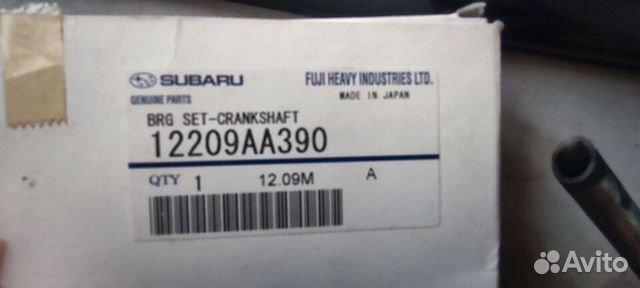 SUBARU FUJI HEAVY INDUSTRIES LTD.
GENUINE PARTS MADE IN JAPAN
BRG SET-CRANKSHAFT
12209AA390
QTY 1 12.09M A
Avito